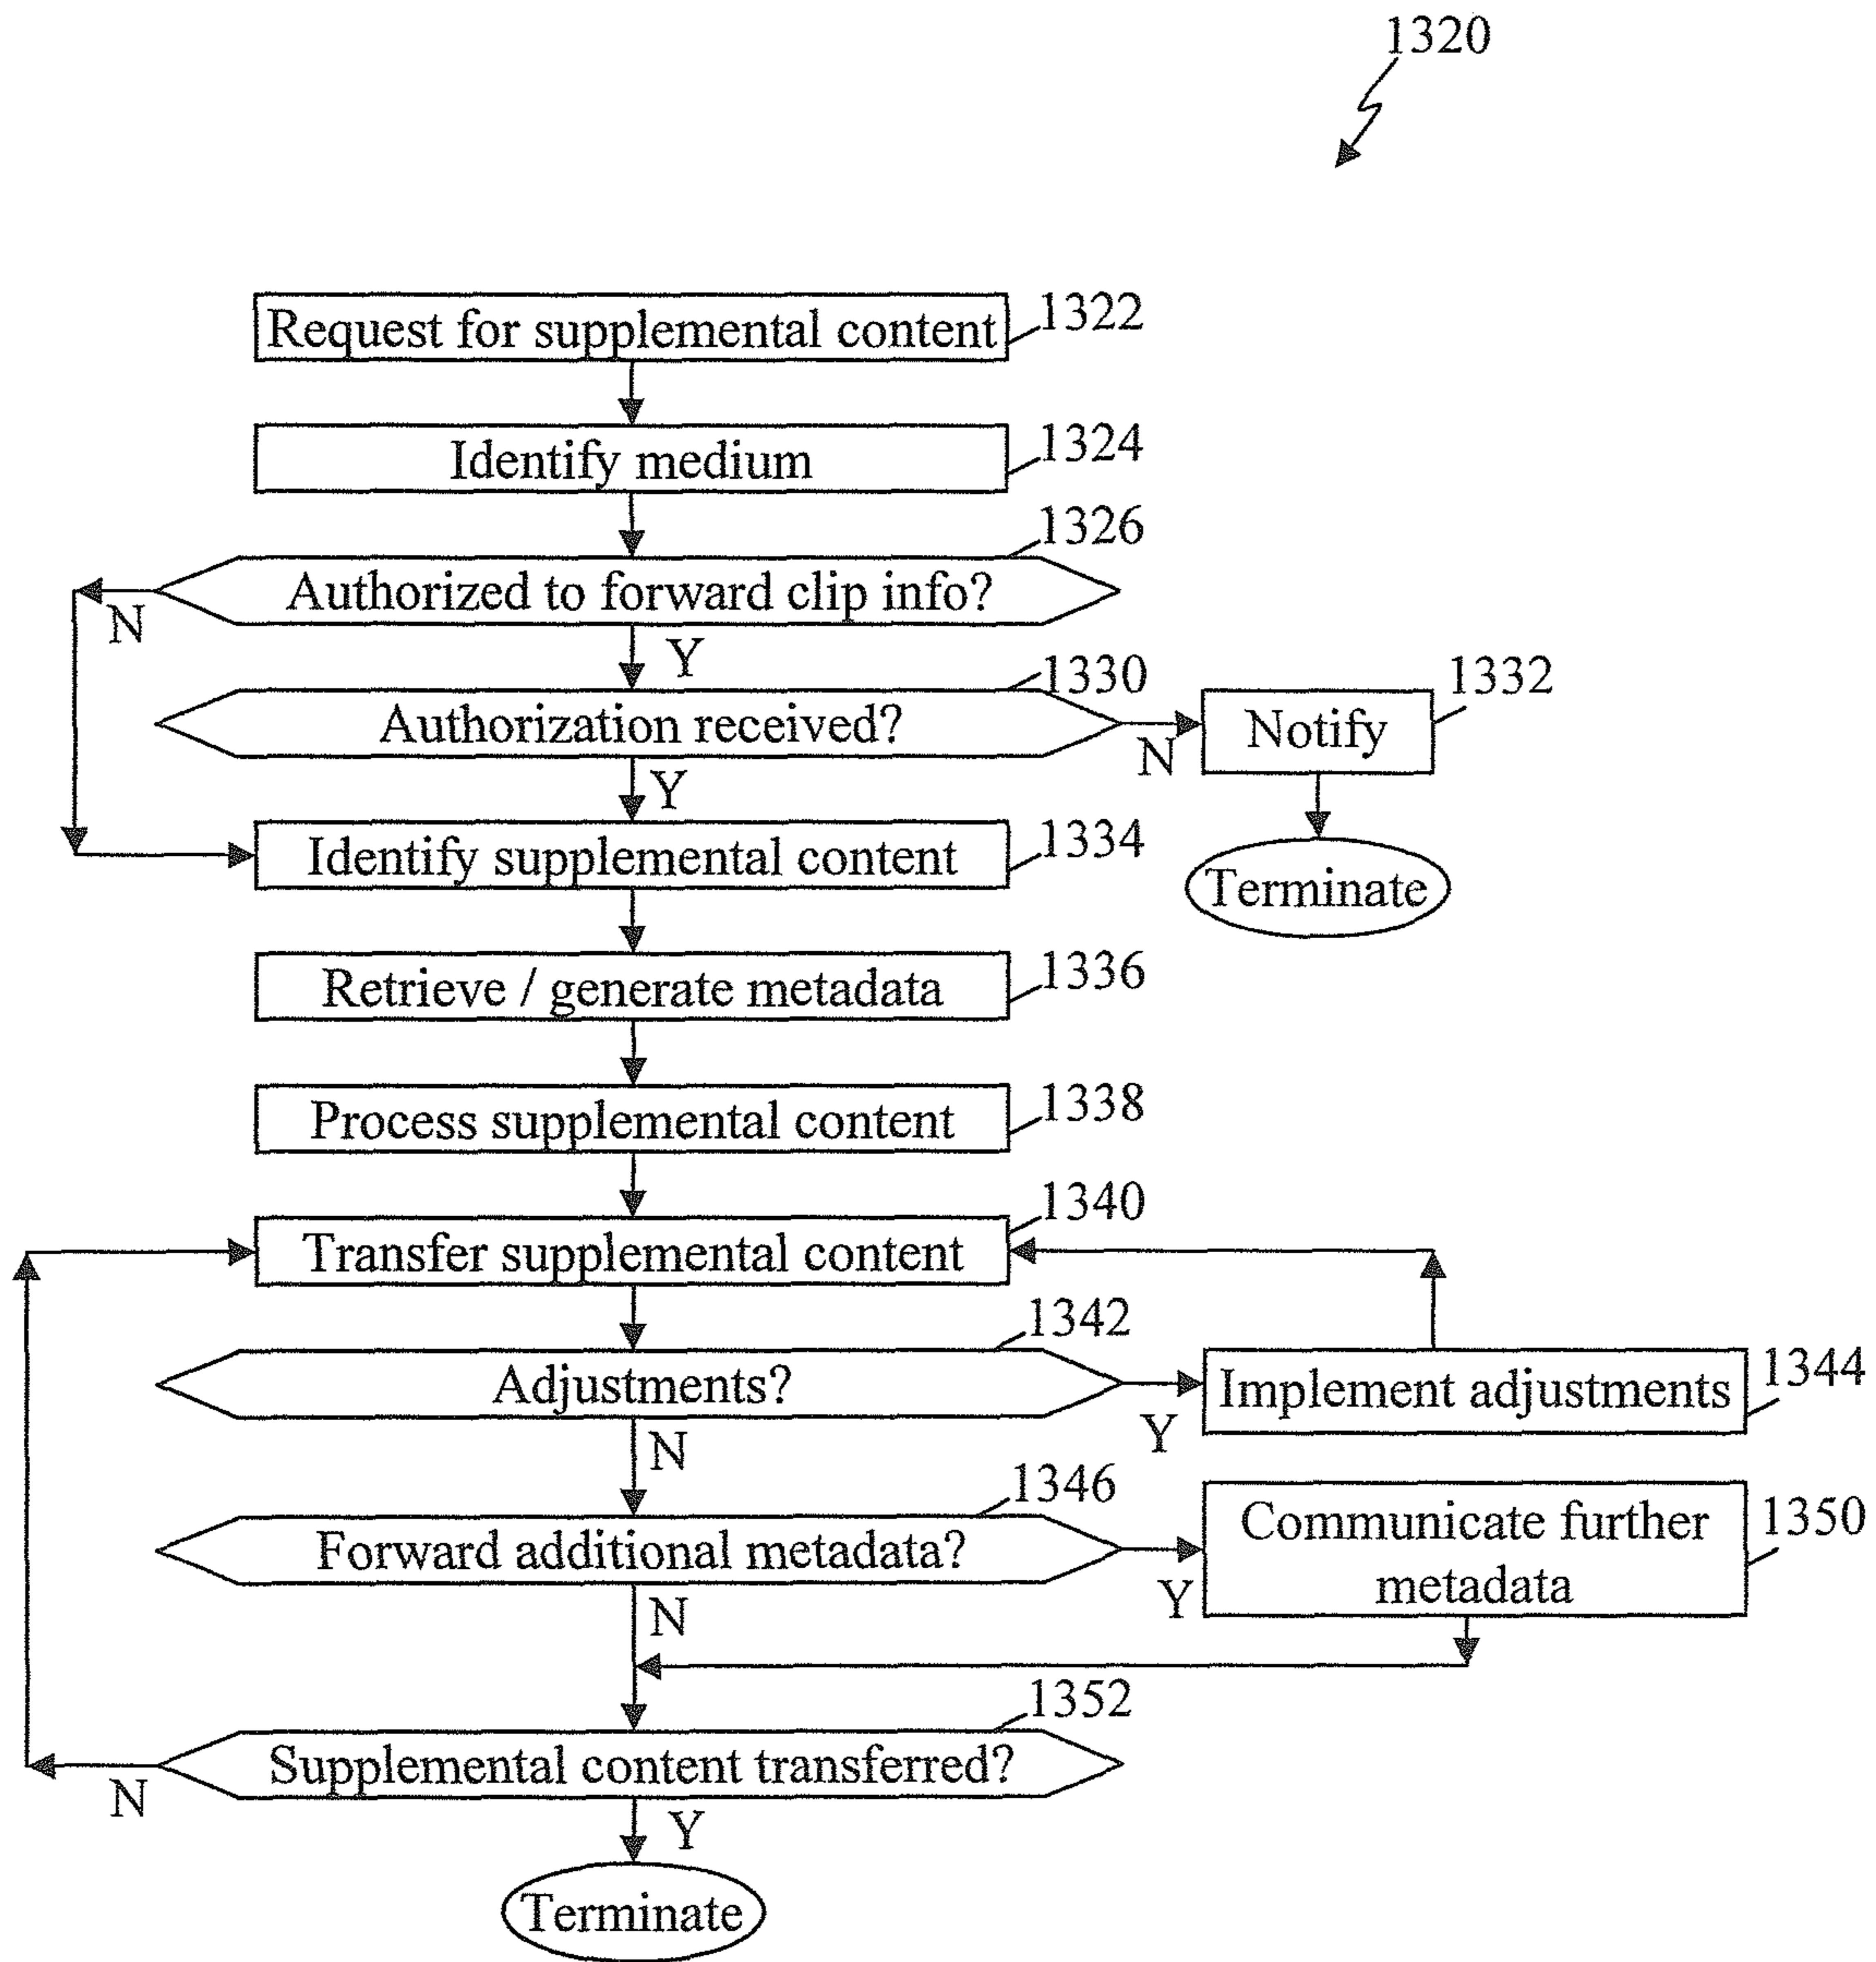 1320
Request for supplemental content
1322
Identify medium
1324
1326
Authorized to forward clip info?
N
Y
1330
Authorization received?
N
Notify
1332
Y
Identify supplemental content
1334
Terminate
Retrieve / generate metadata
1336
Process supplemental content
1338
1340
Transfer supplemental content
1342
Adjustments?
Y
Implement adjustments
1344
N
1346
Forward additional metadata?
Y
Communicate further
metadata
1350
N
1352
Supplemental content transferred?
N
Y
Terminate